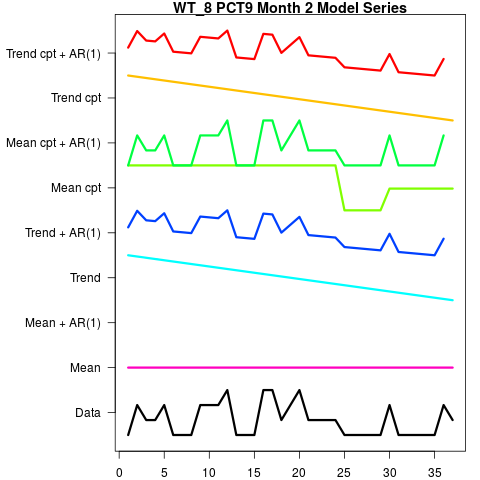 WT_8 PCT9 Month 2 Model Series
Trend cpt + AR(1)
Trend cpt
Mean cpt + AR(1)
Mean cpt
Trend + AR(1)
Trend
Mean + AR(1)
Mean
Data
0 5 10 15 20 25 30 35